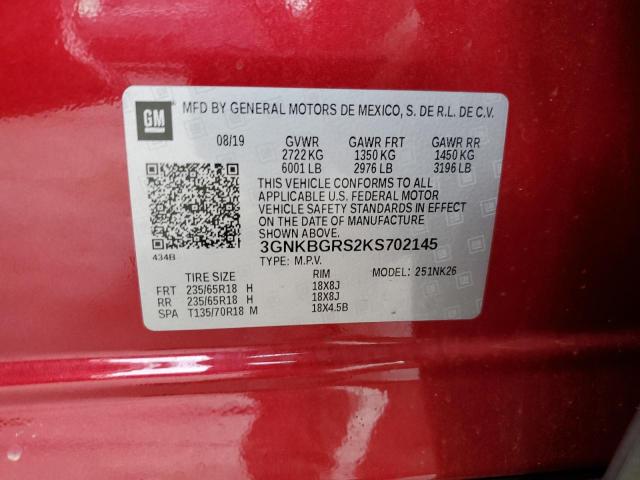 GM
MFD BY GENERAL MOTORS DE MEXICO, S. DE R.L. DE C.V.
08/19 GVWR GAWR FRT GAWR RR
2722 KG 1350 KG 1450 KG
6001 LB 2976 LB 3196 LB
THIS VEHICLE CONFORMS TO ALL
APPLICABLE U.S. FEDERAL MOTOR
VEHICLE SAFETY STANDARDS IN EFFECT
ON THE DATE OF MANUFACTURE
SHOWN ABOVE.
3GNKBGRS2KS702145
434B
TYPE: M.P.V. MODEL: 251NK26
TIRE SIZE RIM
FRT 235/65R18 H 18X8J
RR 235/65R18 H 18X8J
SPA T135/70R18 M 18X4.5B